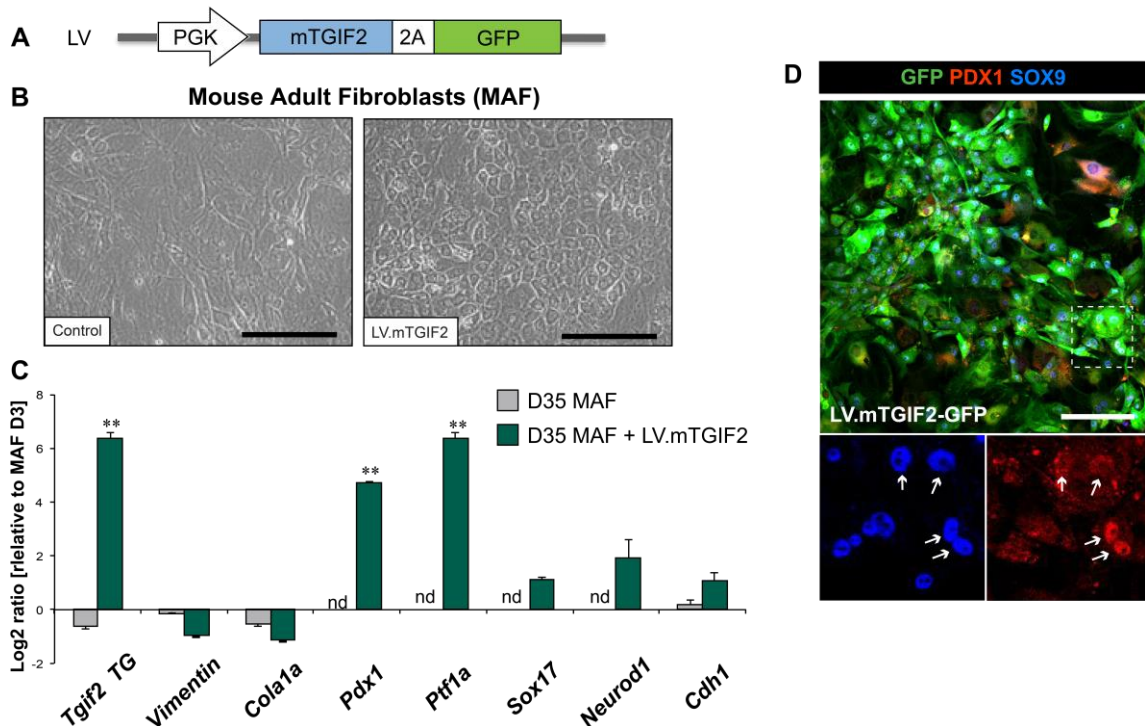 A
LV
PGK
mTGIF2
2A
GFP
B
Mouse Adult Fibroblasts (MAF)
Control
LV.mTGIF2
C
Log2 ratio [rlelative to MAF D3]
8
6
4
2
0
-2
D35 MAF
D35 MAF + LV.mTGIF2
**
**
**
nd
nd
nd
nd
Tgif2 TG
Vimentin
Cola1a
Pdx1
Ptf1a
Sox17
Neurod1
Cdh1
D
GFP PDX1 SOX9
LV.mTGIF2-GFP